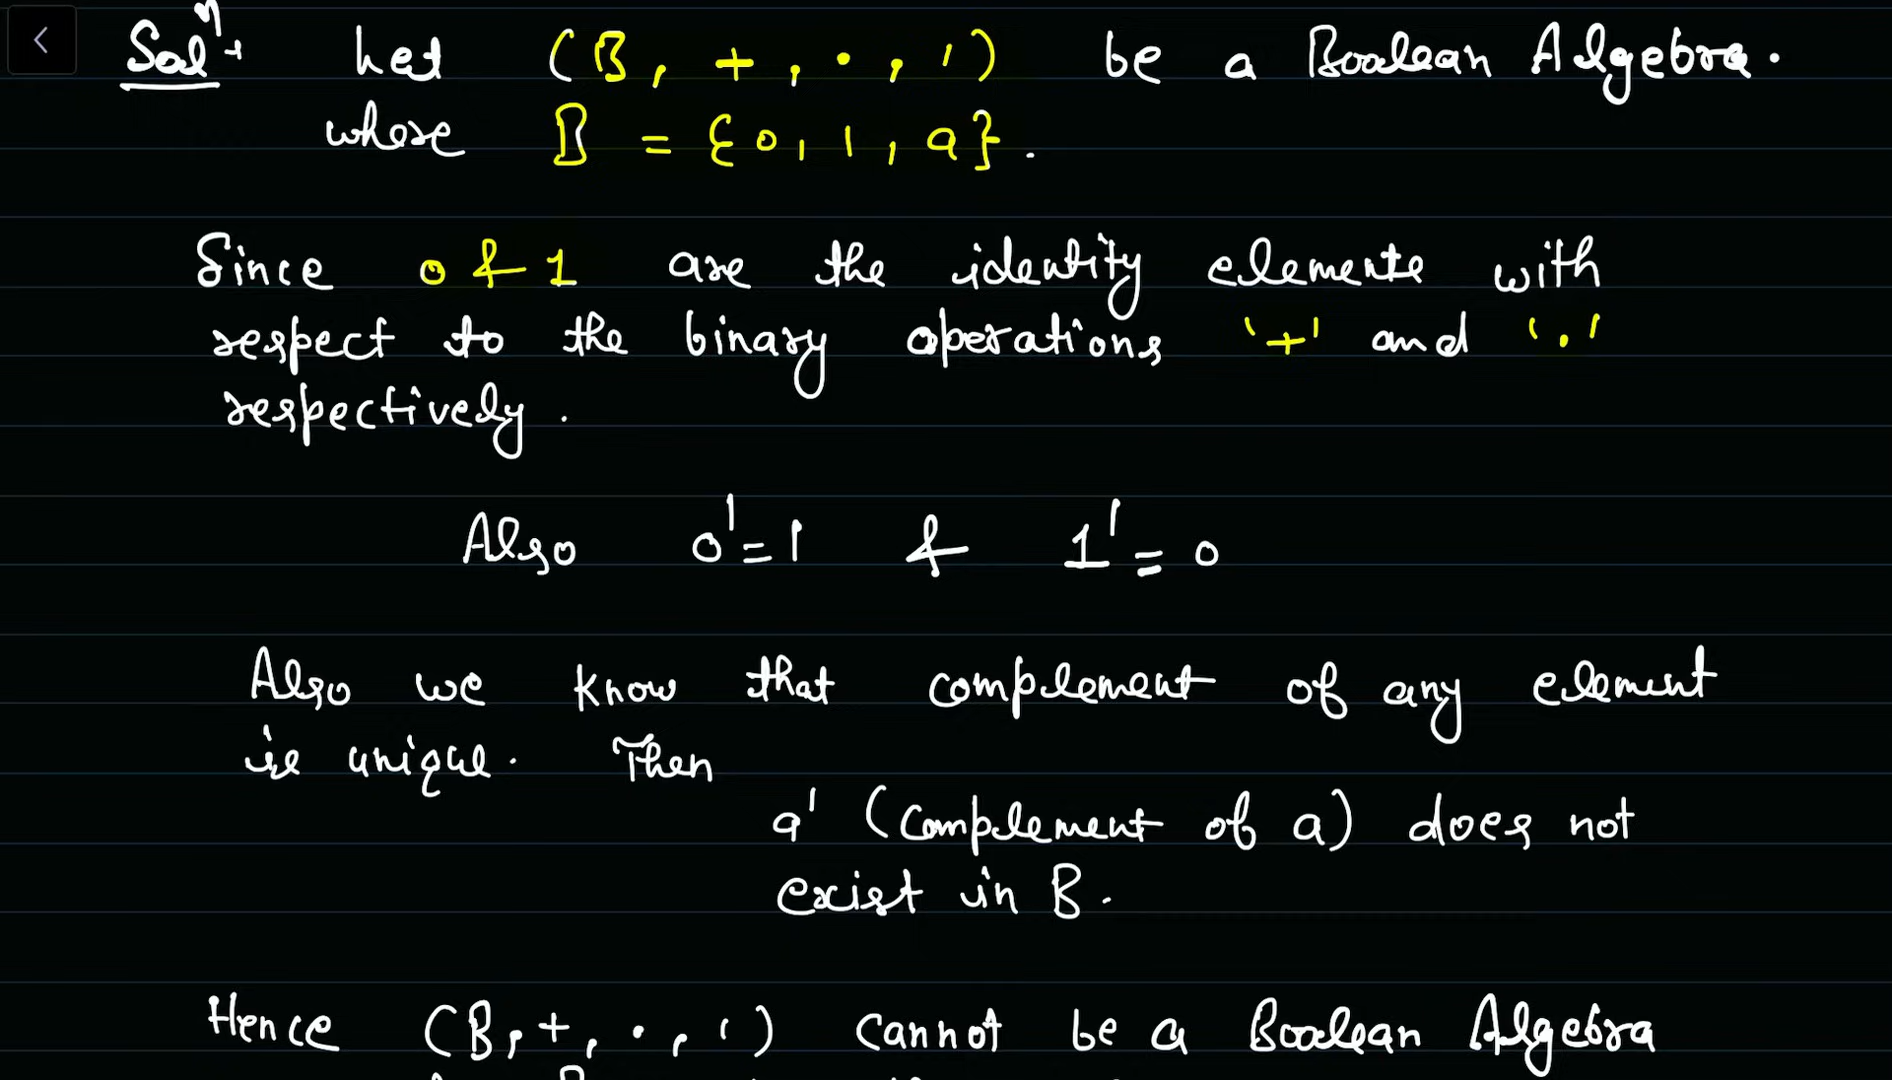 Solⁿ→ Let (B, +, ·, ') be a Boolean Algebra.
where B = {0, 1, a}.
Since 0 & 1 are the identity elements with
respect to the binary operations '+' and '·'
respectively.
Also 0' = 1 & 1' = 0
Also we know that complement of any element
is unique. Then
a' (Complement of a) does not
exist in B.
Hence (B, +, ·, ') cannot be a Boolean Algebra